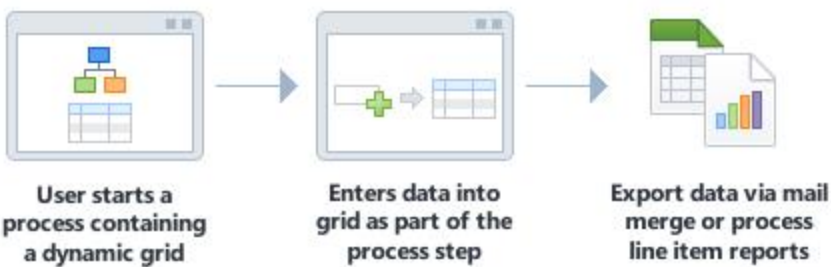 User starts a
process containing
a dynamic grid
Enters data into
grid as part of the
process step
Export data via mail
merge or process
line item reports